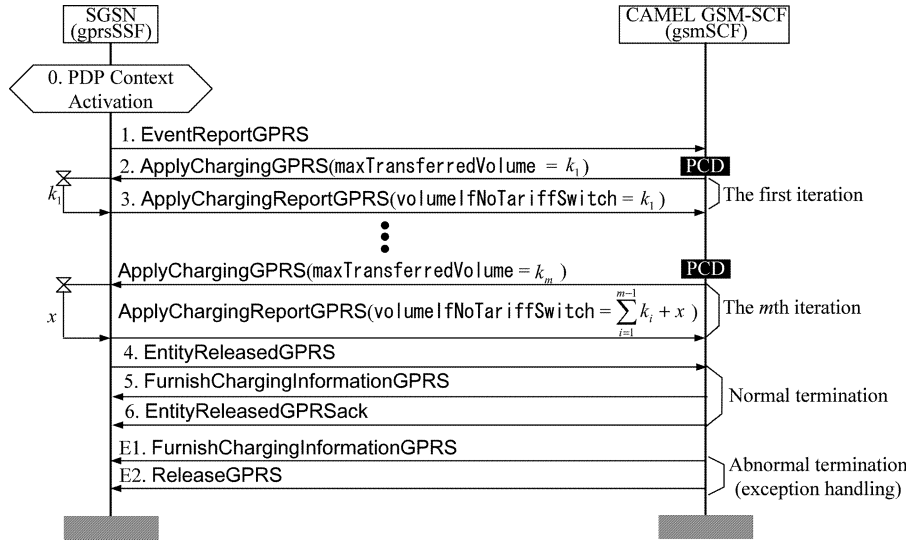 SGSN
(gprsSSF)
CAMEL GSM-SCF
(gsmSCF)
0. PDP Context
Activation
1. EventReportGPRS
2. ApplyChargingGPRS(maxTransferredVolume = k₁)
PCD
k₁
3. ApplyChargingReportGPRS(volumeIfNoTariffSwitch = k₁)
The first iteration
ApplyChargingGPRS(maxTransferredVolume = kₘ)
PCD
x
ApplyChargingReportGPRS(volumeIfNoTariffSwitch = ∑_{i=1}^{m−1} kᵢ + x)
The mth iteration
4. EntityReleasedGPRS
5. FurnishChargingInformationGPRS
6. EntityReleasedGPRSack
Normal termination
E1. FurnishChargingInformationGPRS
E2. ReleaseGPRS
Abnormal termination
(exception handling)